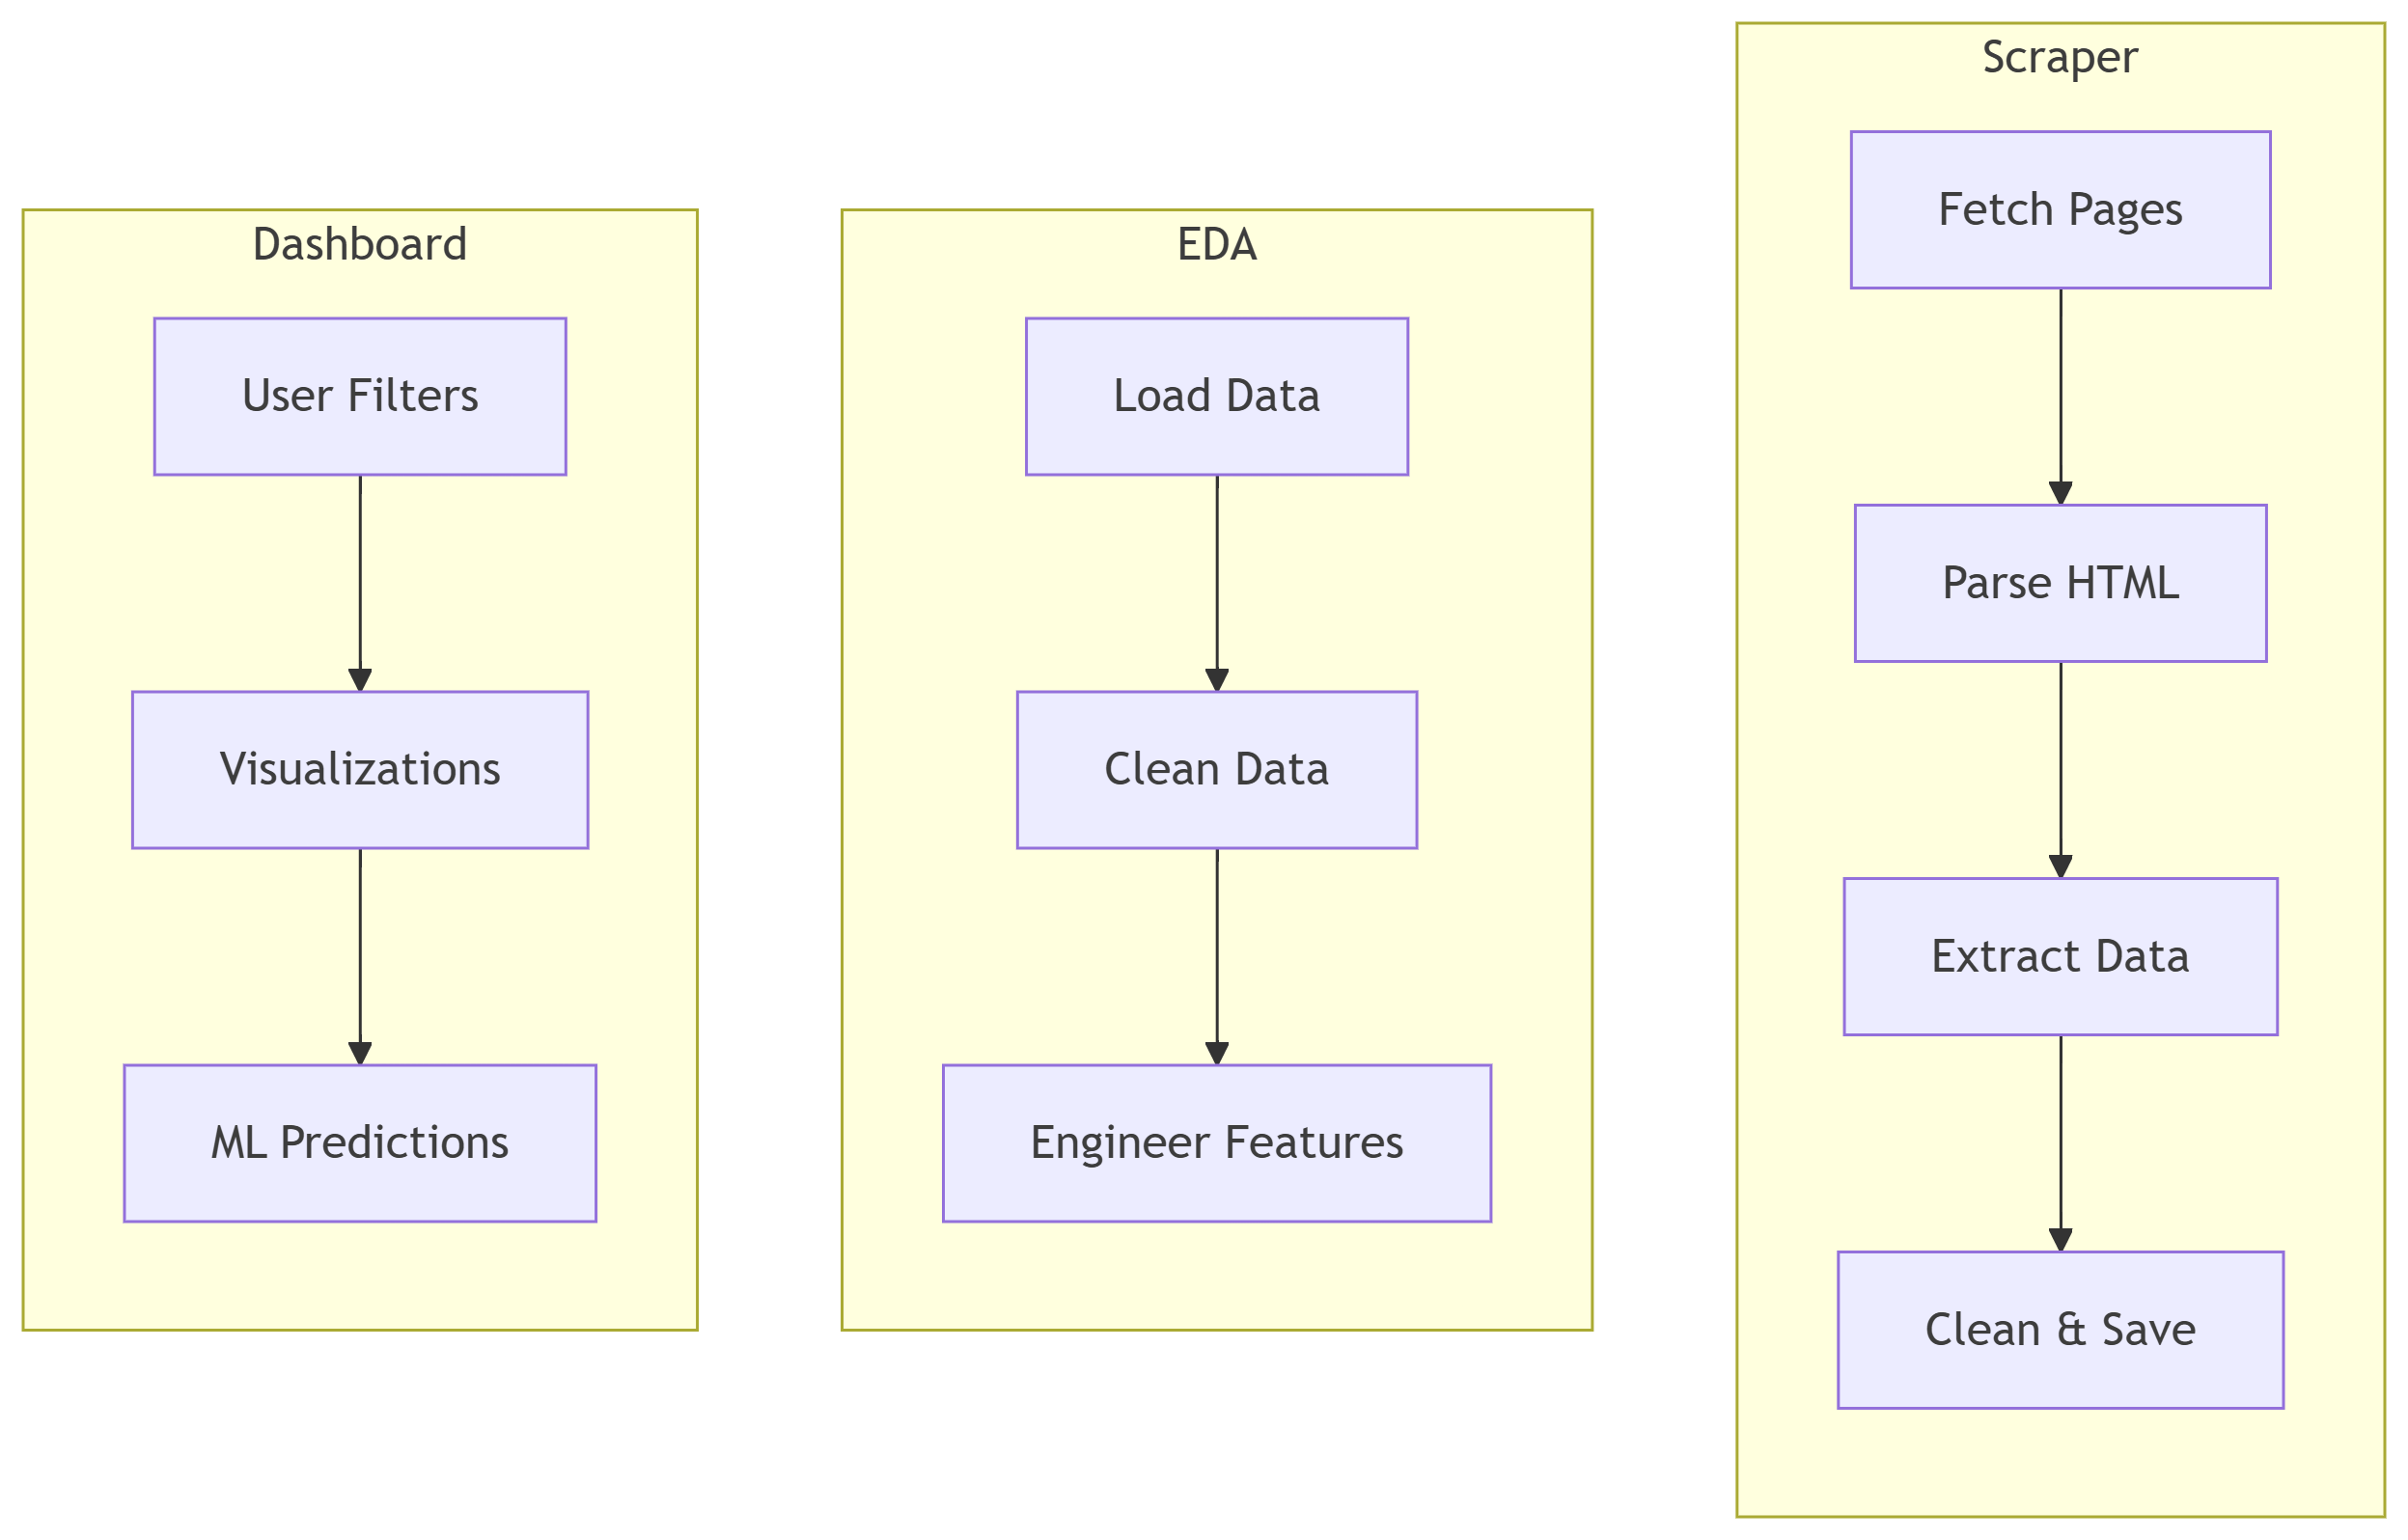 Dashboard
User Filters
Visualizations
ML Predictions
EDA
Load Data
Clean Data
Engineer Features
Scraper
Fetch Pages
Parse HTML
Extract Data
Clean & Save